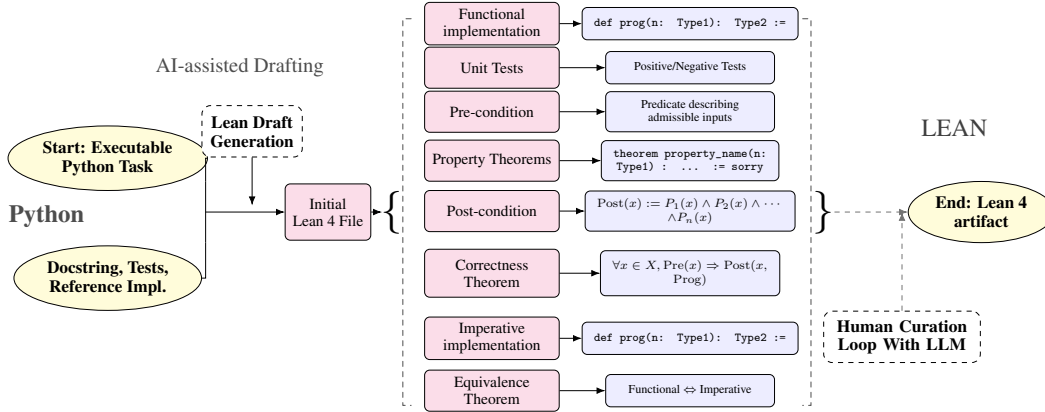 AI-assisted Drafting
Start: Executable
Python Task
Lean Draft
Generation
Python
Docstring, Tests,
Reference Impl.
Initial
Lean 4 File
{
Functional
implementation
def prog(n: Type1): Type2 :=
Unit Tests
Positive/Negative Tests
Pre-condition
Predicate describing
admissible inputs
Property Theorems
theorem property_name(n:
Type1) : ... := sorry
Post-condition
Post(x) := P₁(x) ∧ P₂(x) ∧ ⋯
∧Pₙ(x)
Correctness
Theorem
∀x ∈ X, Pre(x) ⇒ Post(x,
Prog)
Imperative
implementation
def prog(n: Type1): Type2 :=
Equivalence
Theorem
Functional ⇔ Imperative
}
LEAN
End: Lean 4
artifact
Human Curation
Loop With LLM